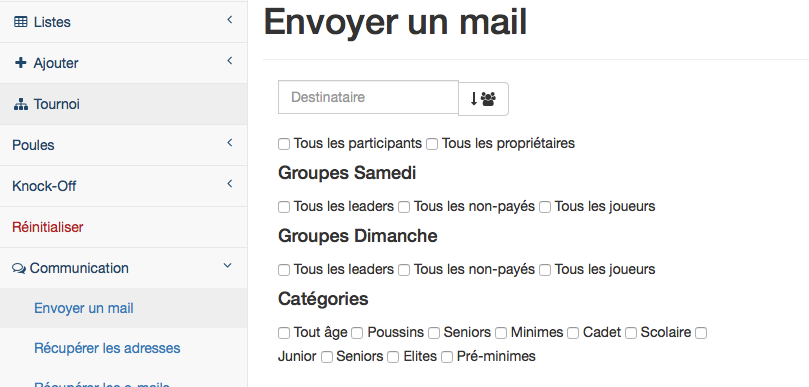 Listes
Ajouter
Tournoi
Poules
Knock-Off
Réinitialiser
Communication
Envoyer un mail
Récupérer les adresses
Récupérer les e-mails
Envoyer un mail
Destinataire
Tous les participants Tous les propriétaires
Groupes Samedi
Tous les leaders Tous les non-payés Tous les joueurs
Groupes Dimanche
Tous les leaders Tous les non-payés Tous les joueurs
Catégories
Tout âge Poussins Seniors Minimes Cadet Scolaire
Junior Seniors Elites Pré-minimes